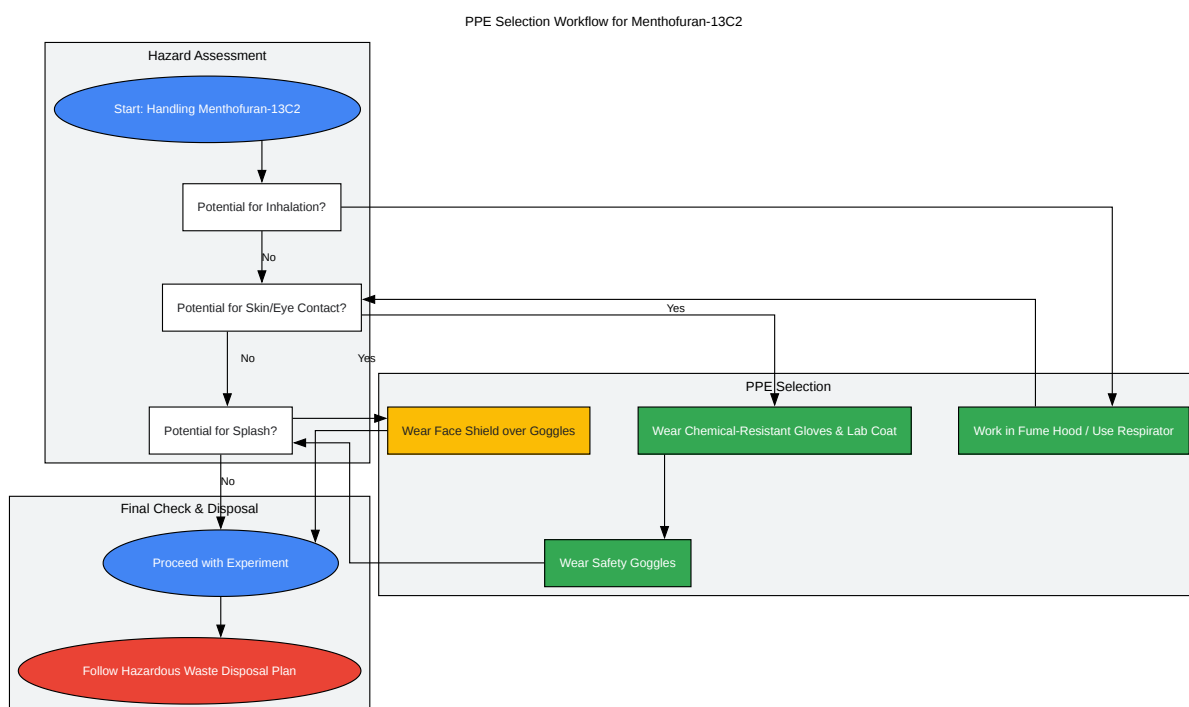 PPE Selection Workflow for Menthofuran-13C2
Hazard Assessment
Start: Handling Menthofuran-13C2
Potential for Inhalation?
No
Potential for Skin/Eye Contact?
Yes
No
Yes
PPE Selection
Potential for Splash?
Wear Face Shield over Goggles
Wear Chemical-Resistant Gloves & Lab Coat
Work in Fume Hood / Use Respirator
No
Final Check & Disposal
Proceed with Experiment
Wear Safety Goggles
Follow Hazardous Waste Disposal Plan